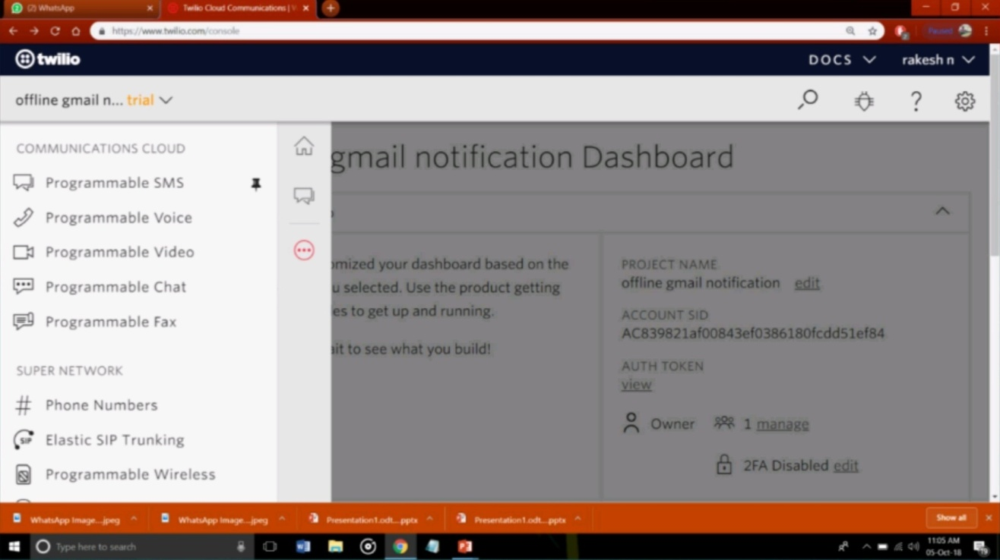 (2) WhatsApp
Twilio Cloud Communications |
https://www.twilio.com/console
Paused
twilio
DOCS
rakesh n
offline gmail n... trial
COMMUNICATIONS CLOUD
Programmable SMS
Programmable Voice
Programmable Video
Programmable Chat
Programmable Fax
SUPER NETWORK
Phone Numbers
Elastic SIP Trunking
Programmable Wireless
gmail notification Dashboard
omized your dashboard based on the
u selected. Use the product getting
es to get up and running.
ait to see what you build!
PROJECT NAME
offline gmail notification edit
ACCOUNT SID
AC839821af00843ef0386180fcdd51ef84
AUTH TOKEN
view
Owner 1 manage
2FA Disabled edit
WhatsApp Image...jpeg
WhatsApp Image...jpeg
Presentation1.odt...pptx
Presentation1.odt...pptx
Show all
Type here to search
11:05 AM
05-Oct-18